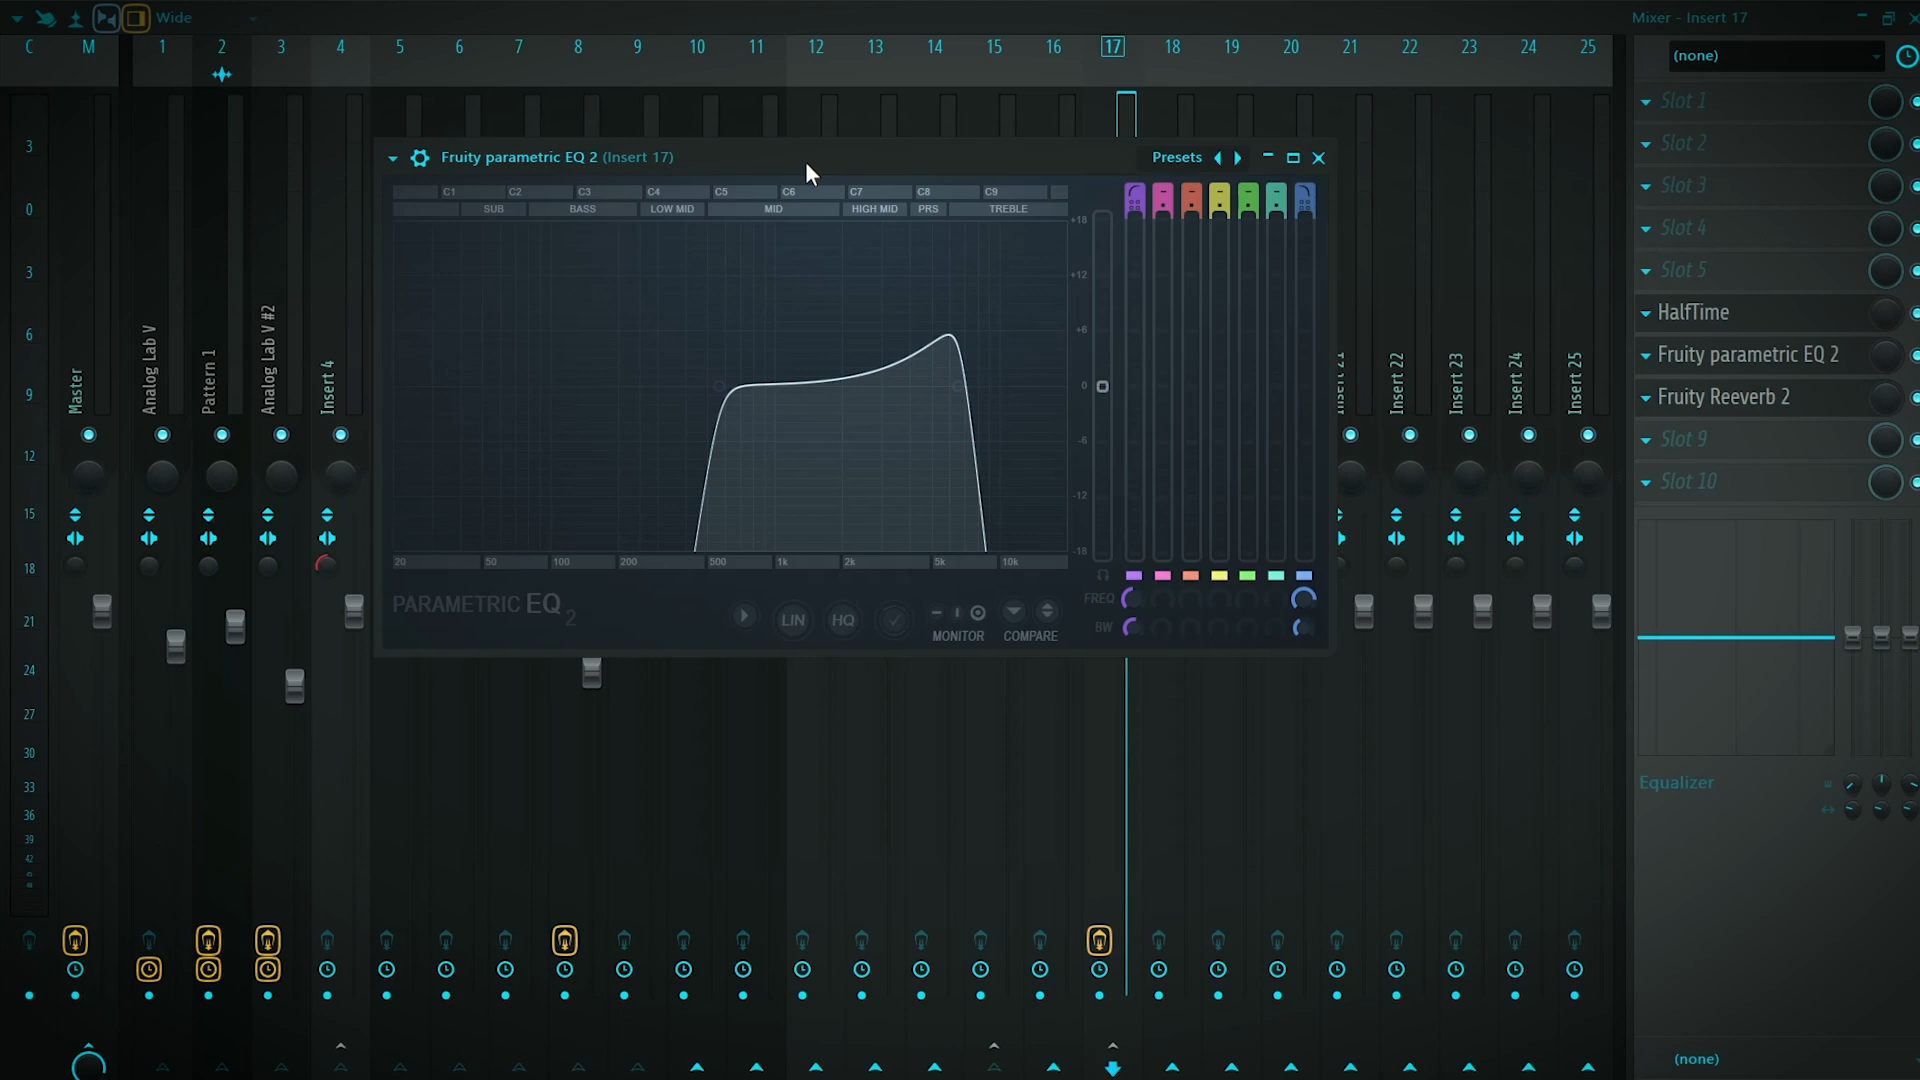 Wide
Mixer - Insert 17
C M 1 2 3 4 5 6 7 8 9 10 11 12 13 14 15 16 17 18 19 20 21 22 23 24 25
(none)
Slot 1
Slot 2
Slot 3
Slot 4
Slot 5
HalfTime
Fruity parametric EQ 2
Fruity Reeverb 2
Slot 9
Slot 10
Equalizer
(none)
3
0
3
6
9
12
15
18
21
24
27
30
33
36
39
42
Master
Analog Lab V
Pattern 1
Analog Lab V #2
Insert 4
Insert 21
Insert 22
Insert 23
Insert 24
Insert 25
Fruity parametric EQ 2 (Insert 17)
Presets
C1 C2 C3 C4 C5 C6 C7 C8 C9
SUB BASS LOW MID MID HIGH MID PRS TREBLE
+18
+12
+6
0
-6
-12
-18
20 50 100 200 500 1k 2k 5k 10k
PARAMETRIC EQ 2
LIN
HQ
MONITOR
COMPARE
FREQ
BW